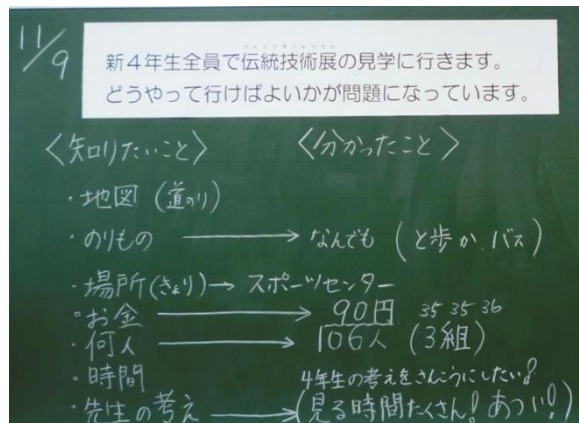 11/9
新4年生全員で伝統技術展の見学に行きます。
どうやって行けばよいかが問題になっています。
〈知りたいこと〉 〈分かったこと〉
・地図(道のり)
・のりもの → なんでも(と歩か、バス)
・場所(きょり)→ スポーツセンター
・お金 → 90円 35 35 36
・何人 → 106人(3組)
・時間 4年生の考えをさんこうにしたい!
・先生の考え → (見る時間たくさん! あつい!)